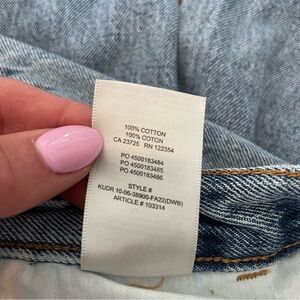 100% COTTON
100% COTON
CA 23725 RN 122354
PO 4500183484
PO 4500183485
PO 4500183486
STYLE #
KUDR 10-06-38900-FA22(DWB)
ARTICLE # 103314